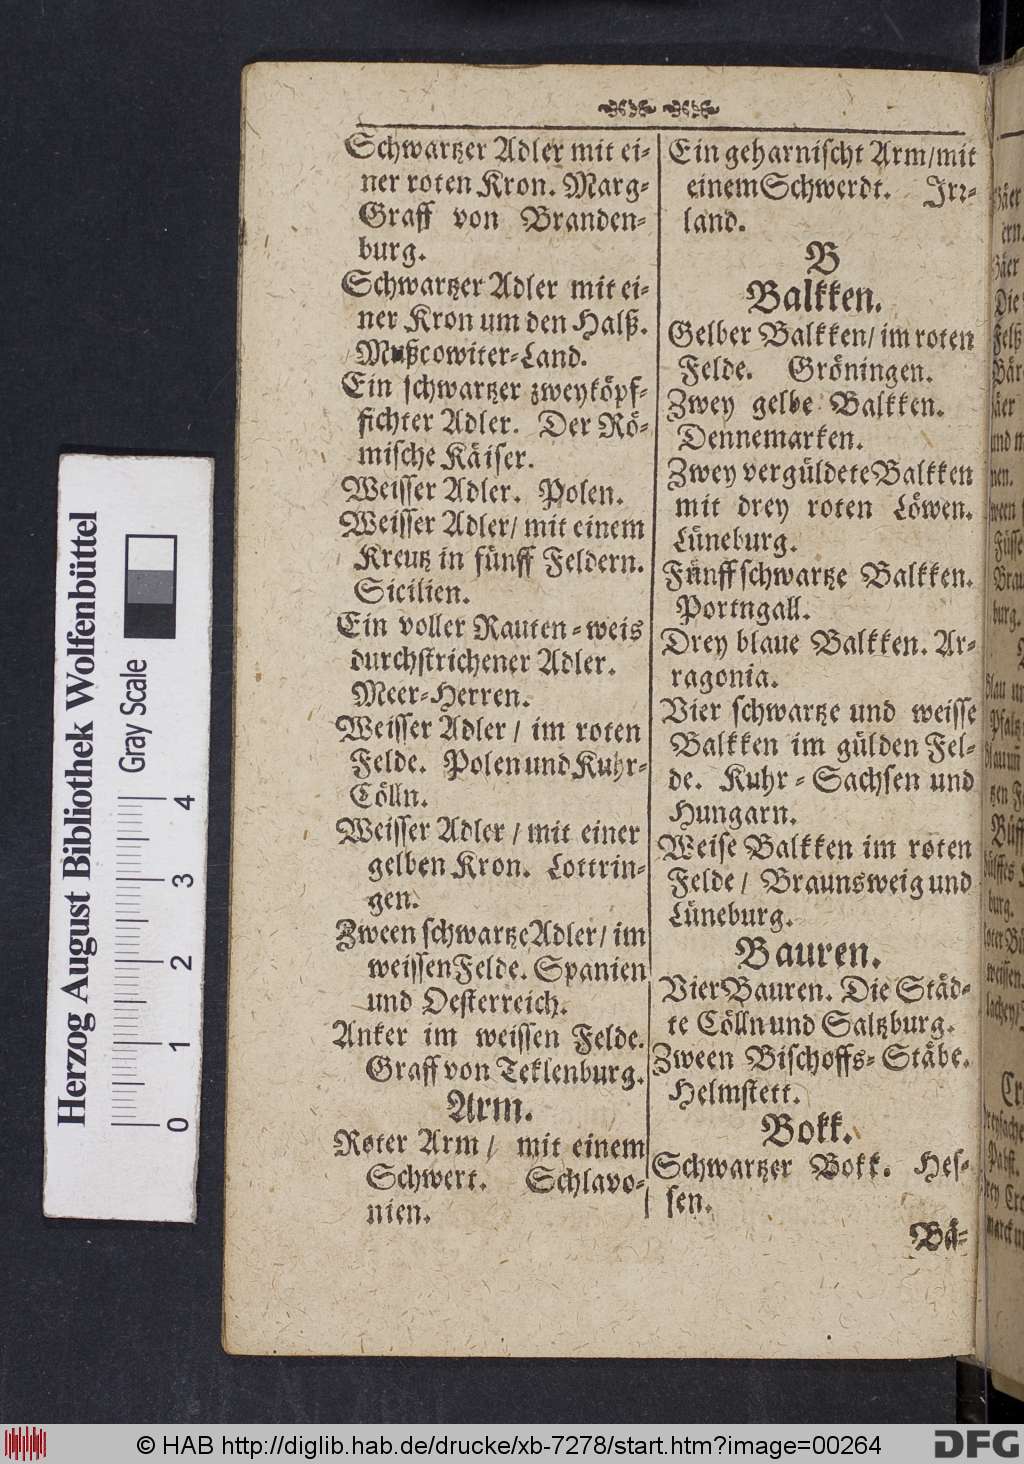 Schwartzer Adler mit ei-
ner roten Kron. Marg-
Graff von Branden-
burg.
Schwartzer Adler mit ei-
ner Kron um den Halß.
Mußcowiter-Land.
Ein schwartzer zweyköpf-
fichter Adler. Der Rö-
mische Käiser.
Weisser Adler. Polen.
Weisser Adler/ mit einem
Kreutz in fünff Feldern.
Sicilien.
Ein voller Rauten-weis
durchstrichener Adler.
Meer-Herren.
Weisser Adler / im roten
Felde. Polen und Kuhr-
Cölln.
Weisser Adler / mit einer
gelben Kron. Lottrin-
gen.
Zween schwartze Adler/ im
weissen Felde. Spanien
und Oesterreich.
Anker im weissen Felde.
Graff von Teklenburg.
Arm.
Roter Arm / mit einem
Schwert. Schlavo-
nien.
Ein geharnischt Arm/ mit
einem Schwerdt. Irr-
land.
B
Balkken.
Gelber Balkken/ im roten
Felde. Gröningen.
Zwey gelbe Balkken.
Dennemarken.
Zwey vergüldete Balkken
mit drey roten Löwen.
Lüneburg.
Fünff schwartze Balkken.
Portngall.
Drey blaue Balkken. Ar-
ragonia.
Vier schwartze und weisse
Balkken im gülden Fel-
de. Kuhr-Sachsen und
Hungarn.
Weise Balkken im roten
Felde / Braunsweig und
Lüneburg.
Bauren.
Vier Bauren. Die Städ-
te Cölln und Saltzburg.
Zween Bischoffs-Stäbe.
Helmstett.
Bokk.
Schwartzer Bokk. Hes-
sen.
Bä-
Herzog August Bibliothek Wolfenbüttel
Gray Scale
0 1 2 3 4
© HAB http://diglib.hab.de/drucke/xb-7278/start.htm?image=00264
DFG